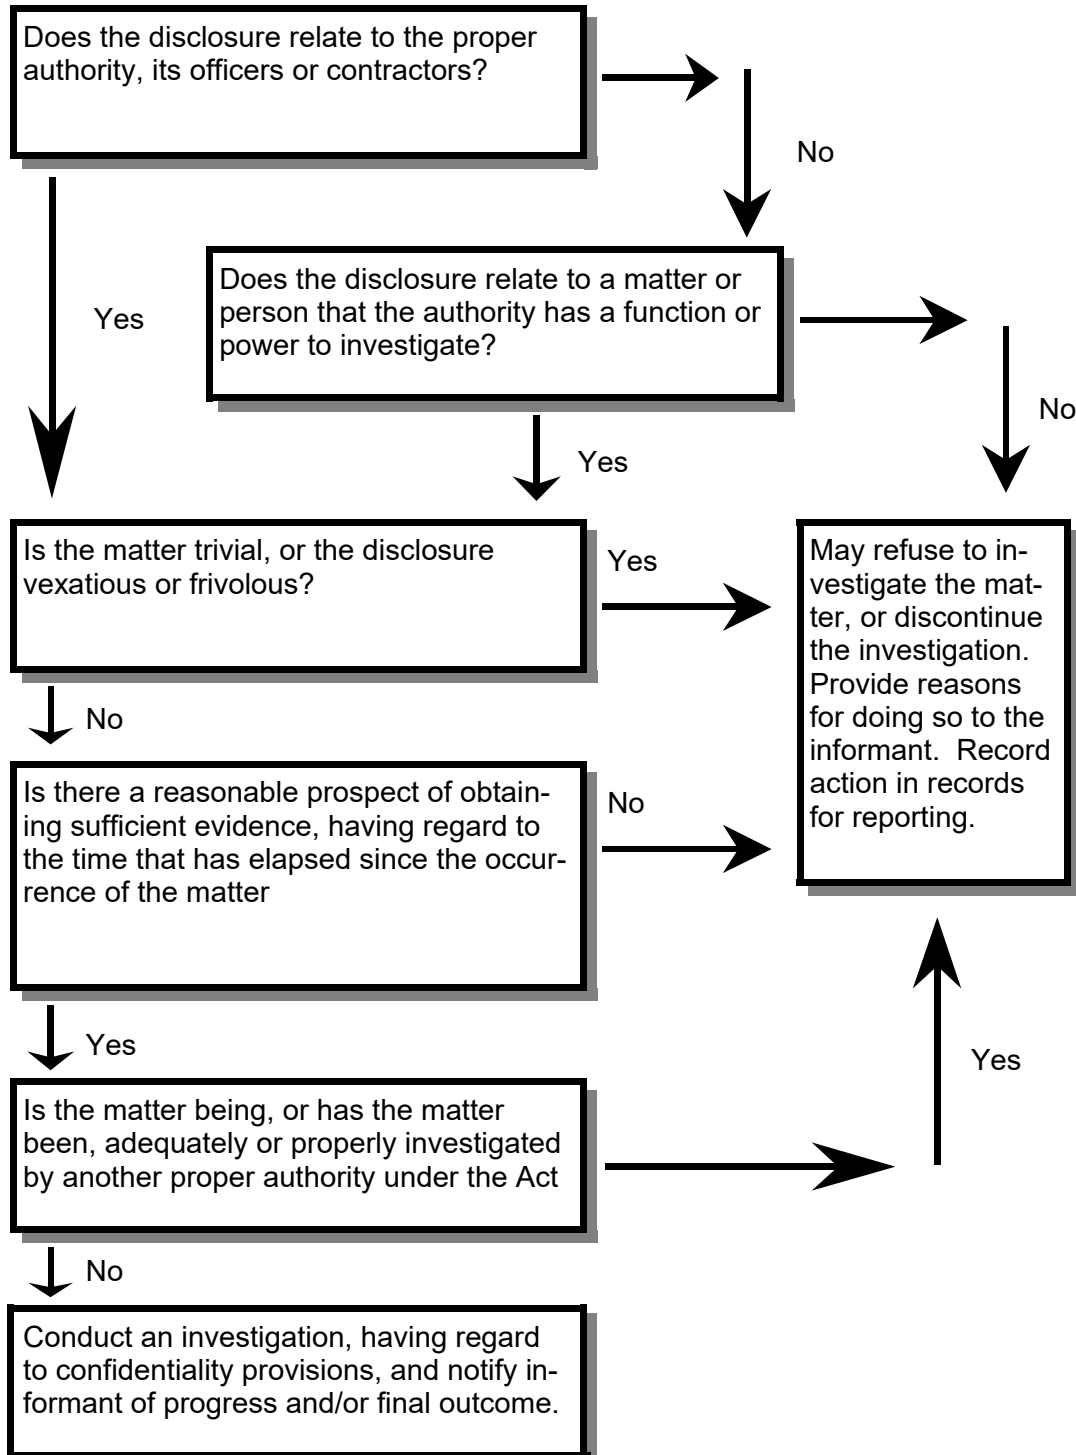 Does the disclosure relate to the proper
authority, its officers or contractors?
No
Does the disclosure relate to a matter or
person that the authority has a function or
power to investigate?
Yes
No
Yes
Is the matter trivial, or the disclosure
vexatious or frivolous?
Yes
May refuse to in-
vestigate the mat-
ter, or discontinue
the investigation.
Provide reasons
for doing so to the
informant.  Record
action in records
for reporting.
No
Is there a reasonable prospect of obtain-
ing sufficient evidence, having regard to
the time that has elapsed since the occur-
rence of the matter
No
Yes
Is the matter being, or has the matter
been, adequately or properly investigated
by another proper authority under the Act
Yes
No
Conduct an investigation, having regard
to confidentiality provisions, and notify in-
formant of progress and/or final outcome.